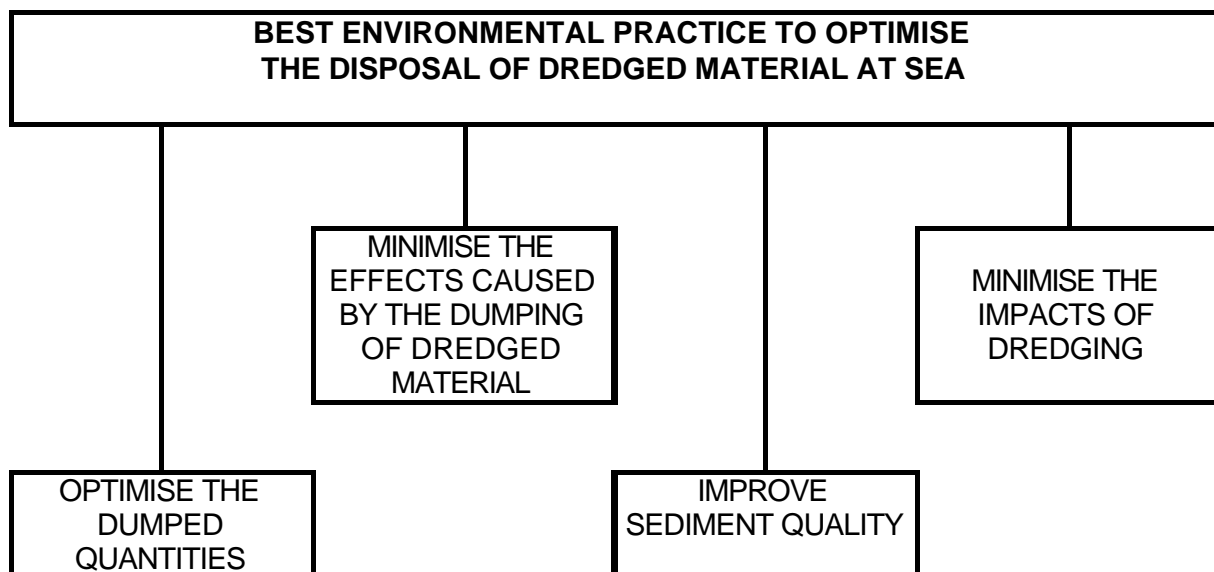 BEST ENVIRONMENTAL PRACTICE TO OPTIMISE
THE DISPOSAL OF DREDGED MATERIAL AT SEA
MINIMISE THE
EFFECTS CAUSED
BY THE DUMPING
OF DREDGED
MATERIAL
MINIMISE THE
IMPACTS OF
DREDGING
OPTIMISE THE
DUMPED
QUANTITIES
IMPROVE
SEDIMENT QUALITY